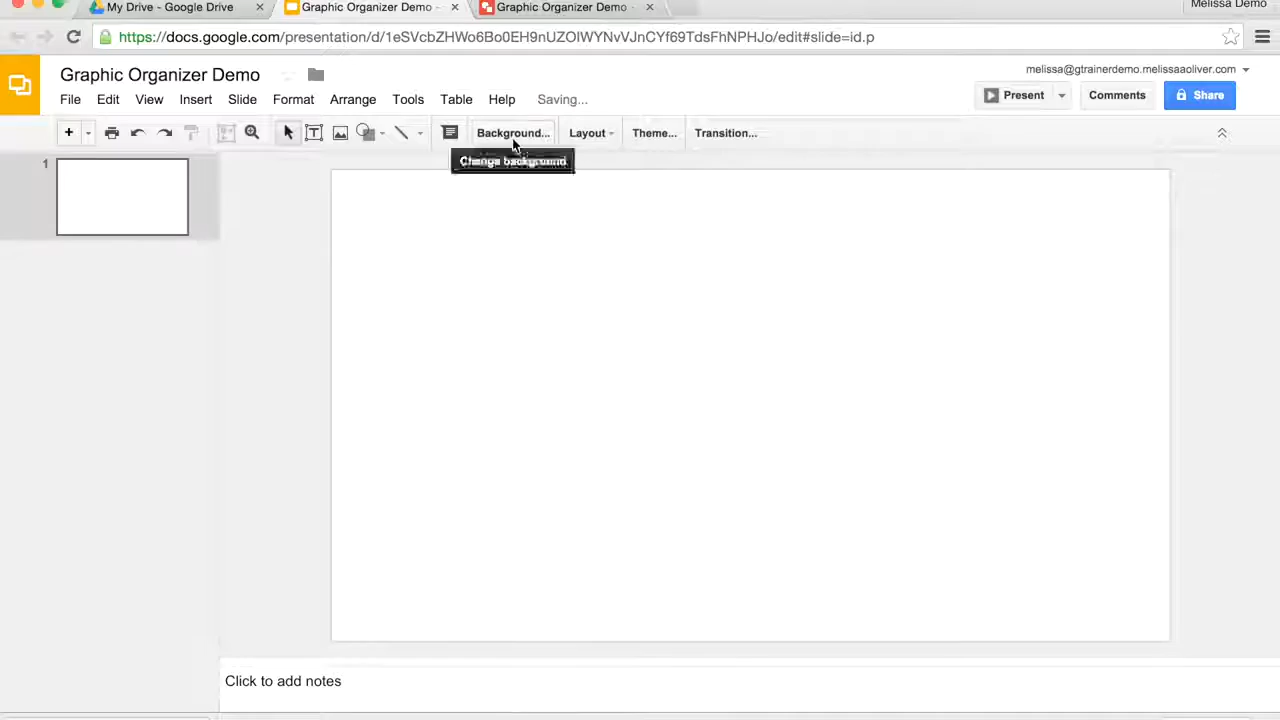 My Drive - Google Drive
Graphic Organizer Demo -
Graphic Organizer Demo -
Melissa Demo
https://docs.google.com/presentation/d/1eSVcbZHWo6Bo0EH9nUZOlWYNvVJnCYf69TdsFhNPHJo/edit#slide=id.p
Graphic Organizer Demo
melissa@gtrainerdemo.melissaaoliver.com
File Edit View Insert Slide Format Arrange Tools Table Help Saving...
Present Comments Share
Background... Layout Theme... Transition...
Change background
1
Click to add notes